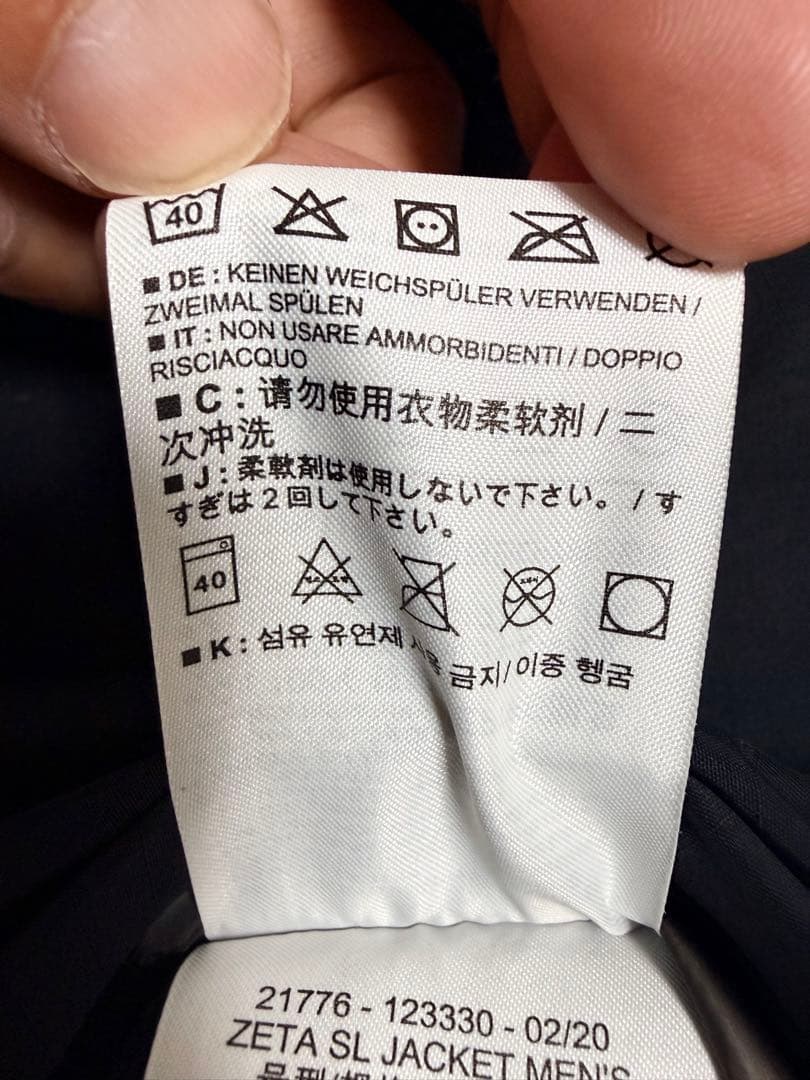 40
■ DE : KEINEN WEICHSPÜLER VERWENDEN /
ZWEIMAL SPÜLEN
■ IT : NON USARE AMMORBIDENTI / DOPPIO
RISCIACQUO
■ C : 请勿使用衣物柔软剂 / 二
次冲洗
■ J : 柔軟剤は使用しないで下さい。 / す
すぎは2回して下さい。
40
■ K : 섬유 유연제 금지/이중 헹굼
21776 - 123330 - 02/20
ZETA SL JACKET MEN'S